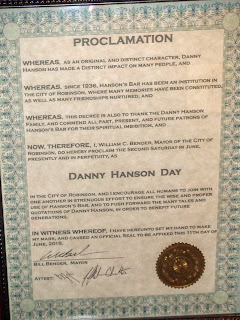 PROCLAMATION
WHEREAS, AS AN ORIGINAL AND DISTINCT CHARACTER, DANNY
HANSON HAS MADE A DISTINCT IMPACT ON MANY PEOPLE, AND
WHEREAS, SINCE 1236, HANSON'S BAR HAS BEEN AN INSTITUTION IN
THE CITY OF ROBINSON, WHERE MANY MEMORIES HAVE BEEN CONSTITUTED,
AS WELL AS MANY FRIENDSHIPS NURTURED, AND
WHEREAS, THIS DECREE IS ALSO TO THANK THE DANNY HANSON
FAMILY, AND COMMEND ALL PAST, PRESENT, AND FUTURE PATRONS OF
HANSON'S BAR FOR THEIR SPIRITUAL IMBIBITION, AND
NOW, THEREFORE, I, WILLIAM C. BENDER, MAYOR OF THE CITY OF
ROBINSON, DO HEREBY PROCLAIM THE SECOND SATURDAY IN JUNE,
PRESENTLY AND IN PERPETUITY, AS
DANNY HANSON DAY
IN THE CITY OF ROBINSON, AND I ENCOURAGE ALL HUMANS TO JOIN WITH
ONE ANOTHER IN STRENUOUS EFFORT TO ENSURE THE WISE AND PROPER
USE OF HANSON'S BAR, AND TO PUSH FORWARD THE MANY TALES AND
QUOTATIONS OF DANNY HANSON, IN ORDER TO BENEFIT FUTURE
GENERATIONS.
IN WITNESS WHEREOF, I HAVE HEREUNTO SET MY HAND TO MAKE
MY MARK, AND CAUSED AN OFFICIAL SEAL TO BE AFFIXED THIS 11TH DAY OF
JUNE,
BILL BENDER, MAYOR
ATTEST: